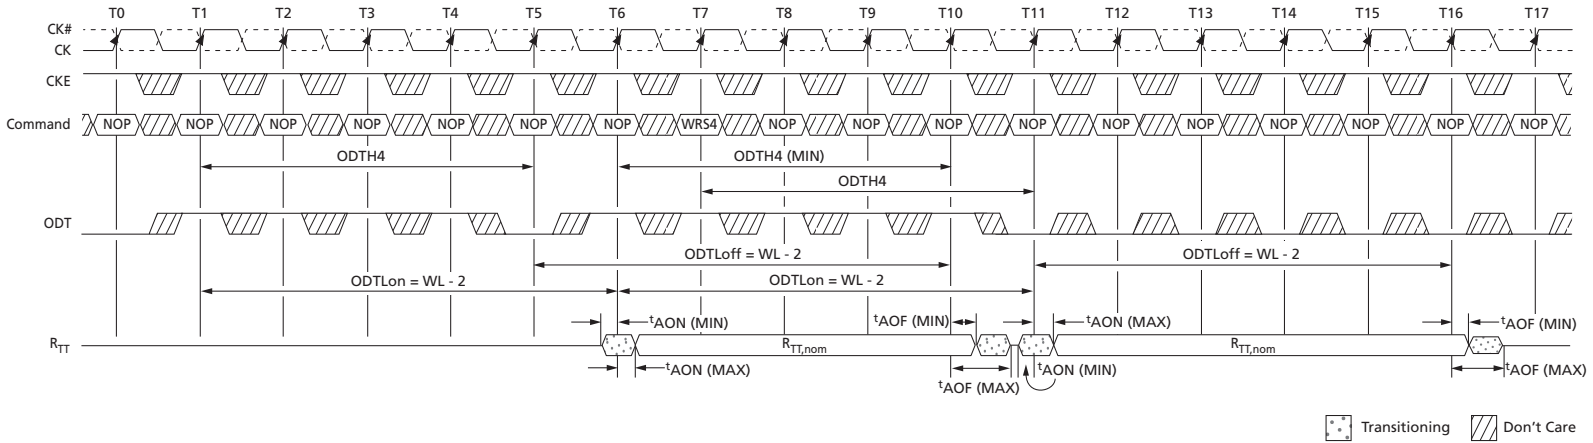 T0 T1 T2 T3 T4 T5 T6 T7 T8 T9 T10 T11 T12 T13 T14 T15 T16 T17
CK#
CK
CKE
Command NOP NOP NOP NOP NOP NOP NOP WRS4 NOP NOP NOP NOP NOP NOP NOP NOP NOP NOP
ODTH4 ODTH4 (MIN)
ODTH4
ODT
ODTLoff = WL - 2 ODTLoff = WL - 2
ODTLon = WL - 2 ODTLon = WL - 2
tAON (MIN) tAOF (MIN) tAON (MAX) tAOF (MIN)
RTT RTT,nom RTT,nom
tAON (MAX) tAON (MIN) tAOF (MAX)
tAOF (MAX)
Transitioning Don't Care